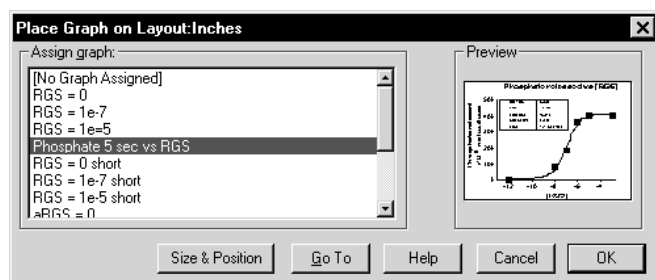 Place Graph on Layout:Inches
Assign graph:
[No Graph Assigned]
RGS = 0
RGS = 1e-7
RGS = 1e=5
Phosphate 5 sec vs RGS
RGS = 0 short
RGS = 1e-7 short
RGS = 1e-5 short
aRGS = 0
Preview
[RGS]
Size & Position
Go To
Help
Cancel
OK